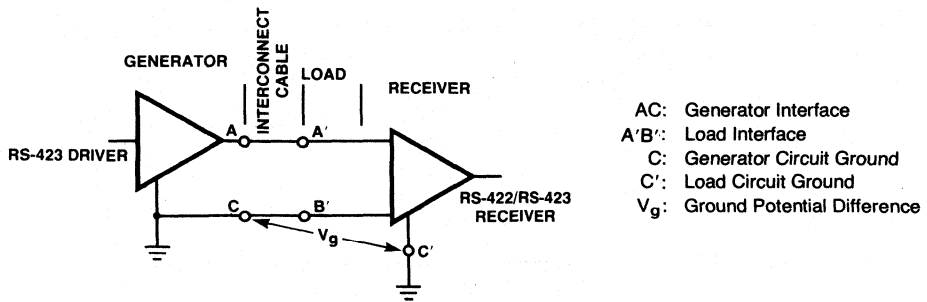 GENERATOR
INTERCONNECT
CABLE
LOAD
RECEIVER
A
A'
RS-423 DRIVER
C
B'
Vg
C'
RS-422/RS-423
RECEIVER
AC: Generator Interface
A'B': Load Interface
C: Generator Circuit Ground
C': Load Circuit Ground
Vg: Ground Potential Difference